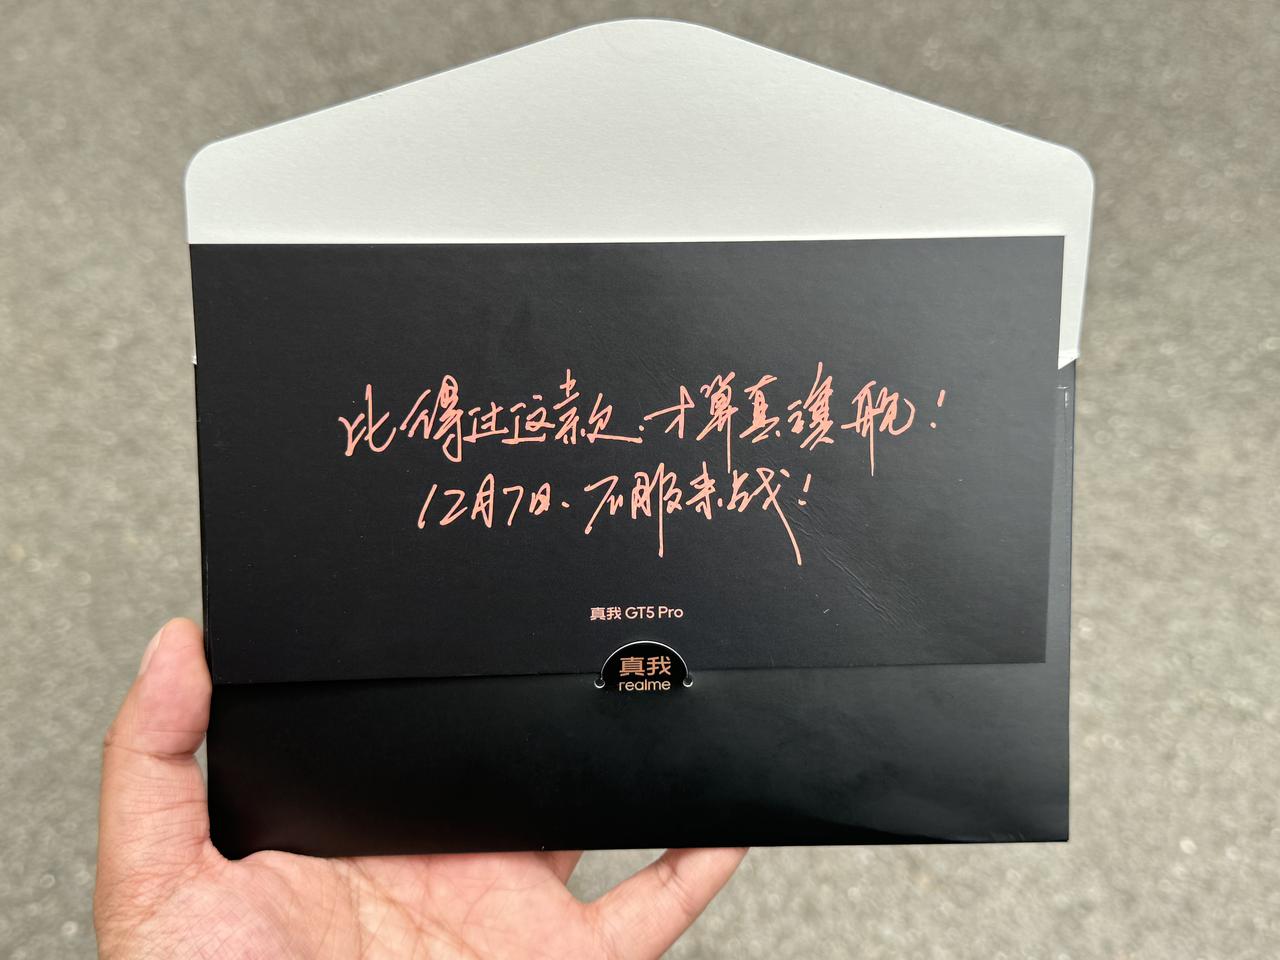 比得过这款，才算真旗舰！
12月7日，不服来战！
真我 GT5 Pro
真我
realme